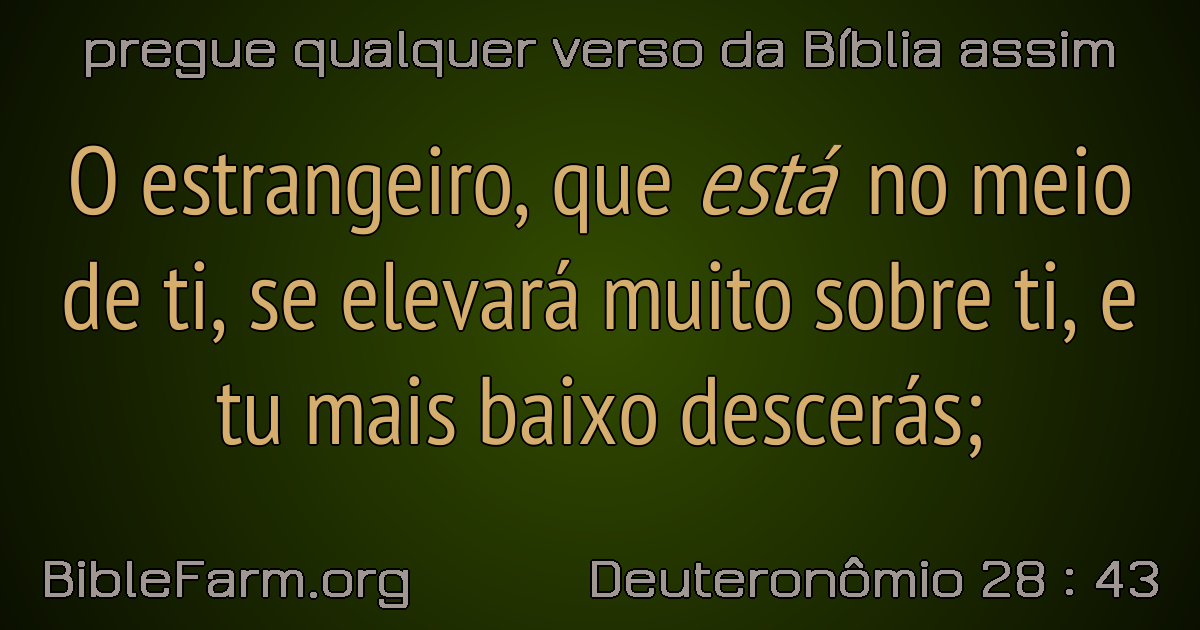 pregue qualquer verso da Bíblia assim
O estrangeiro, que está no meio
de ti, se elevará muito sobre ti, e
tu mais baixo descerás;
BibleFarm.org
Deuteronômio 28 : 43